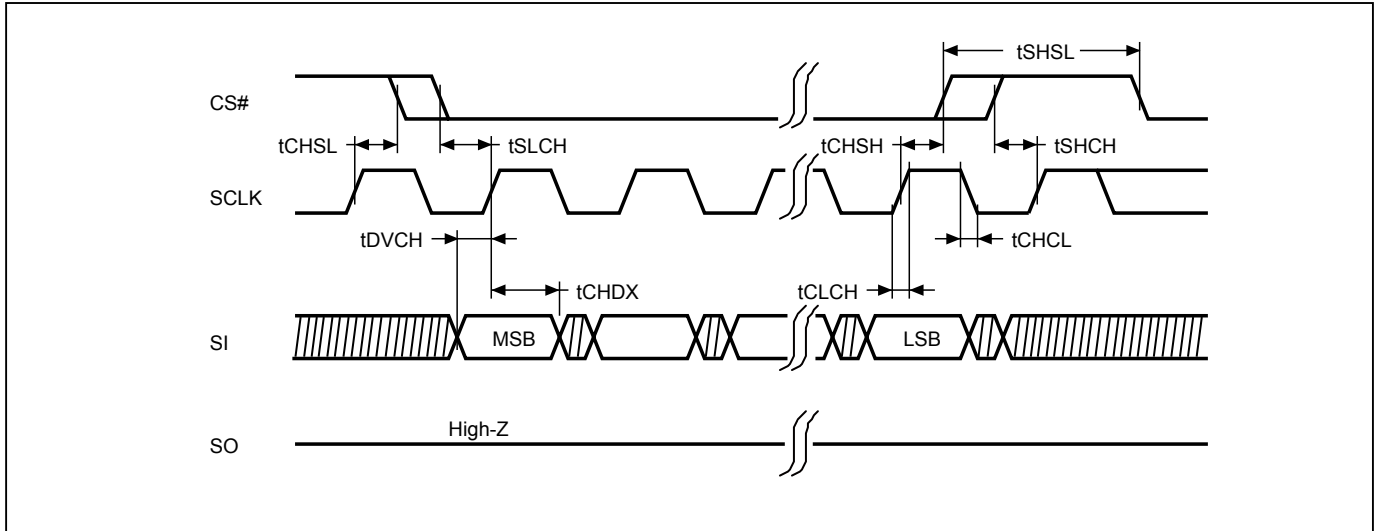 tSHSL
CS#
tCHSL
tSLCH
tCHSH
tSHCH
SCLK
tDVCH
tCHCL
tCHDX
tCLCH
SI
MSB
LSB
High-Z
SO